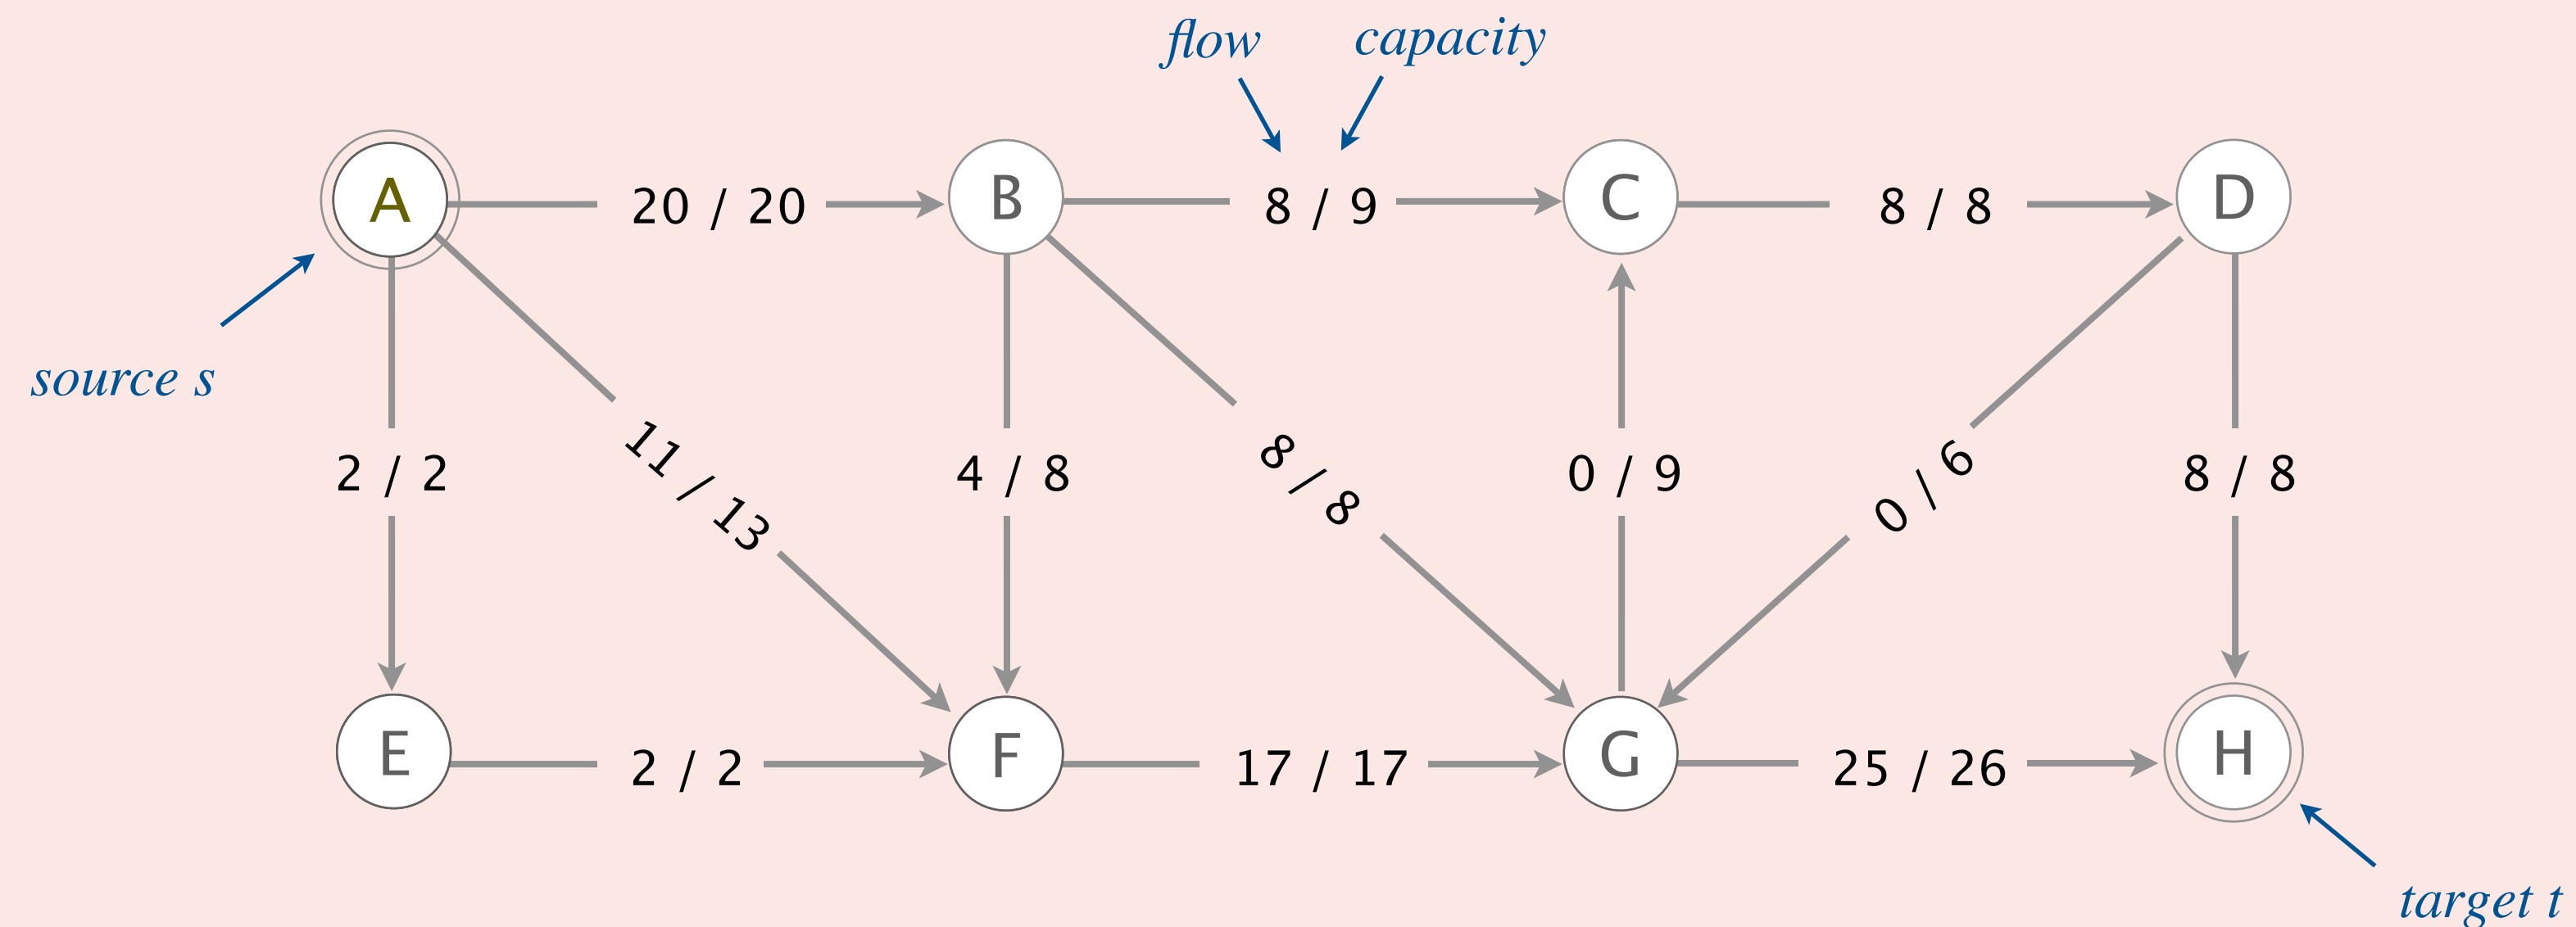 flow
capacity
A
20 / 20
B
8 / 9
C
8 / 8
D
source s
2 / 2
11 / 13
4 / 8
8 / 8
0 / 9
0 / 6
8 / 8
E
2 / 2
F
17 / 17
G
25 / 26
H
target t